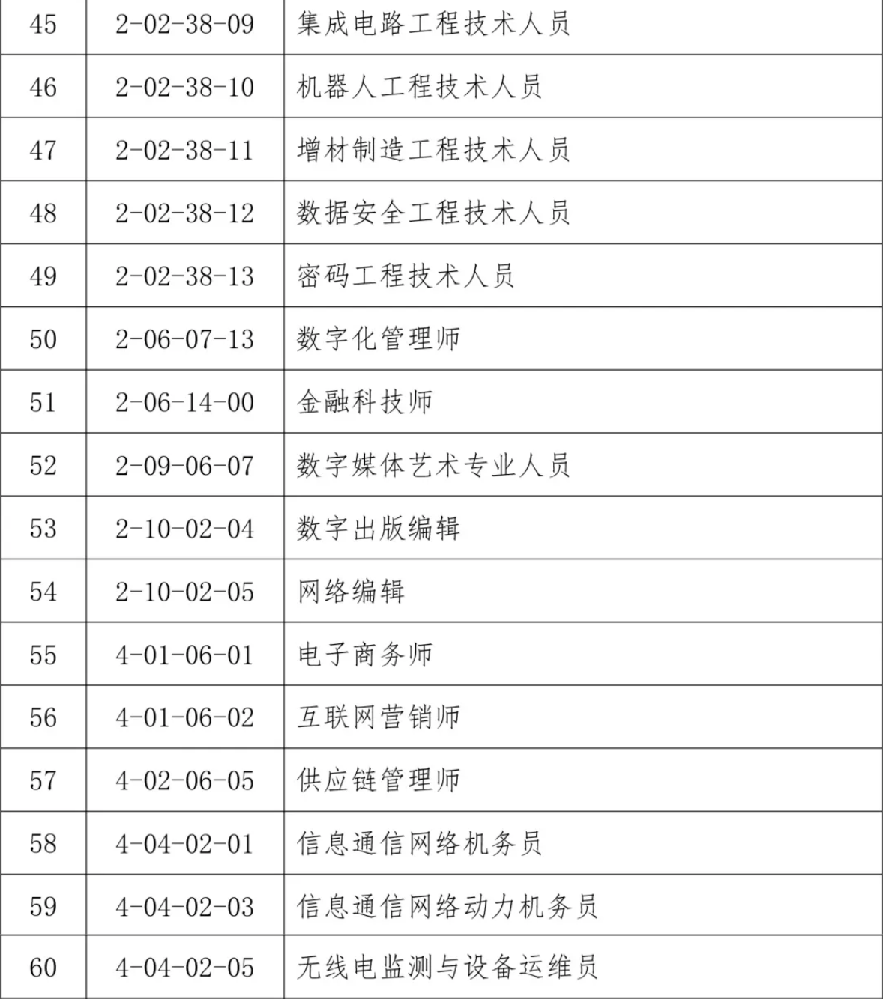 45 2-02-38-09 集成电路工程技术人员
46 2-02-38-10 机器人工程技术人员
47 2-02-38-11 增材制造工程技术人员
48 2-02-38-12 数据安全工程技术人员
49 2-02-38-13 密码工程技术人员
50 2-06-07-13 数字化管理师
51 2-06-14-00 金融科技师
52 2-09-06-07 数字媒体艺术专业人员
53 2-10-02-04 数字出版编辑
54 2-10-02-05 网络编辑
55 4-01-06-01 电子商务师
56 4-01-06-02 互联网营销师
57 4-02-06-05 供应链管理师
58 4-04-02-01 信息通信网络机务员
59 4-04-02-03 信息通信网络动力机务员
60 4-04-02-05 无线电监测与设备运维员